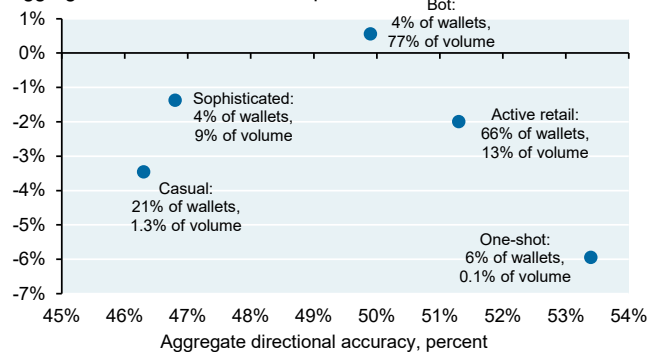 Bot:
4% of wallets,
77% of volume
1%
0%
-1%
-2%
-3%
-4%
-5%
-6%
-7%
Sophisticated:
4% of wallets,
9% of volume
Active retail:
66% of wallets,
13% of volume
Casual:
21% of wallets,
1.3% of volume
One-shot:
6% of wallets,
0.1% of volume
45% 46% 47% 48% 49% 50% 51% 52% 53% 54%
Aggregate directional accuracy, percent